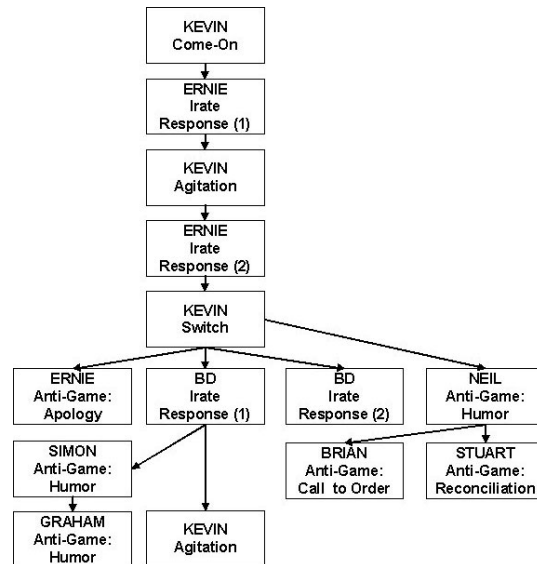 KEVIN
Come-On
ERNIE
Irate
Response (1)
KEVIN
Agitation
ERNIE
Irate
Response (2)
KEVIN
Switch
ERNIE
Anti-Game:
Apology
BD
Irate
Response (1)
BD
Irate
Response (2)
NEIL
Anti-Game:
Humor
SIMON
Anti-Game:
Humor
BRIAN
Anti-Game:
Call to Order
STUART
Anti-Game:
Reconciliation
GRAHAM
Anti-Game:
Humor
KEVIN
Agitation